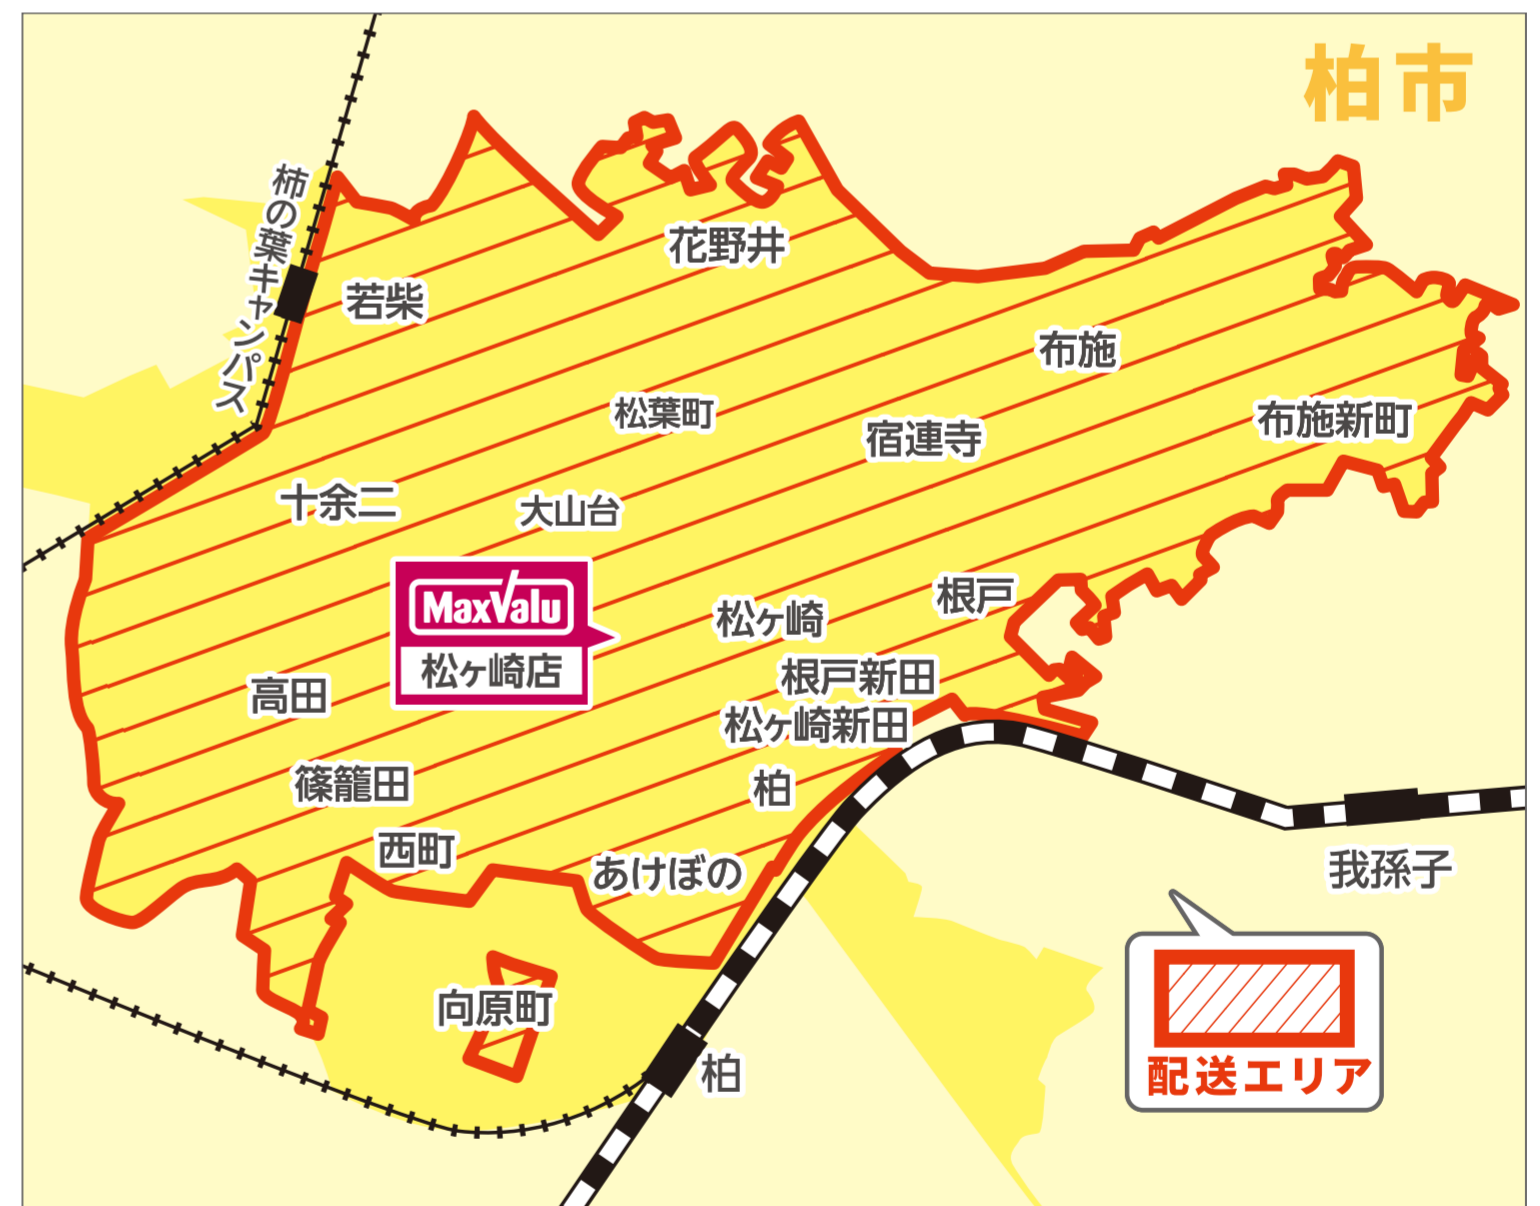 柏市
柿の葉キャンパス
花野井
若柴
布施
松葉町
布施新町
宿連寺
十余二
大山台
根戸
MaxValu
松ヶ崎店
松ヶ崎
根戸新田
高田
松ヶ崎新田
篠籠田
柏
西町
あけぼの
我孫子
向原町
柏
配送エリア